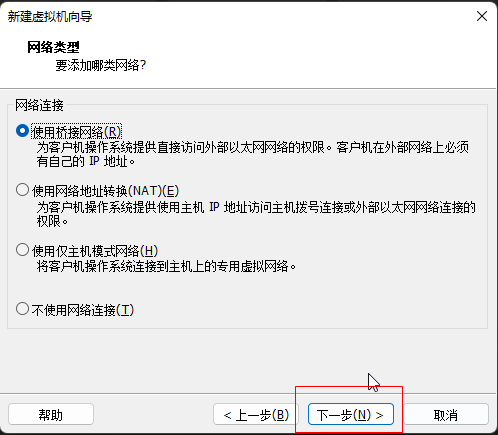 新建虚拟机向导
网络类型
要添加哪类网络?
网络连接
使用桥接网络(R)
为客户机操作系统提供直接访问外部以太网网络的权限。客户机在外部网络上必须
有自己的 IP 地址。
使用网络地址转换(NAT)(E)
为客户机操作系统提供使用主机 IP 地址访问主机拨号连接或外部以太网网络连接的
权限。
使用仅主机模式网络(H)
将客户机操作系统连接到主机上的专用虚拟网络。
不使用网络连接(T)
帮助
< 上一步(B)
下一步(N) >
取消